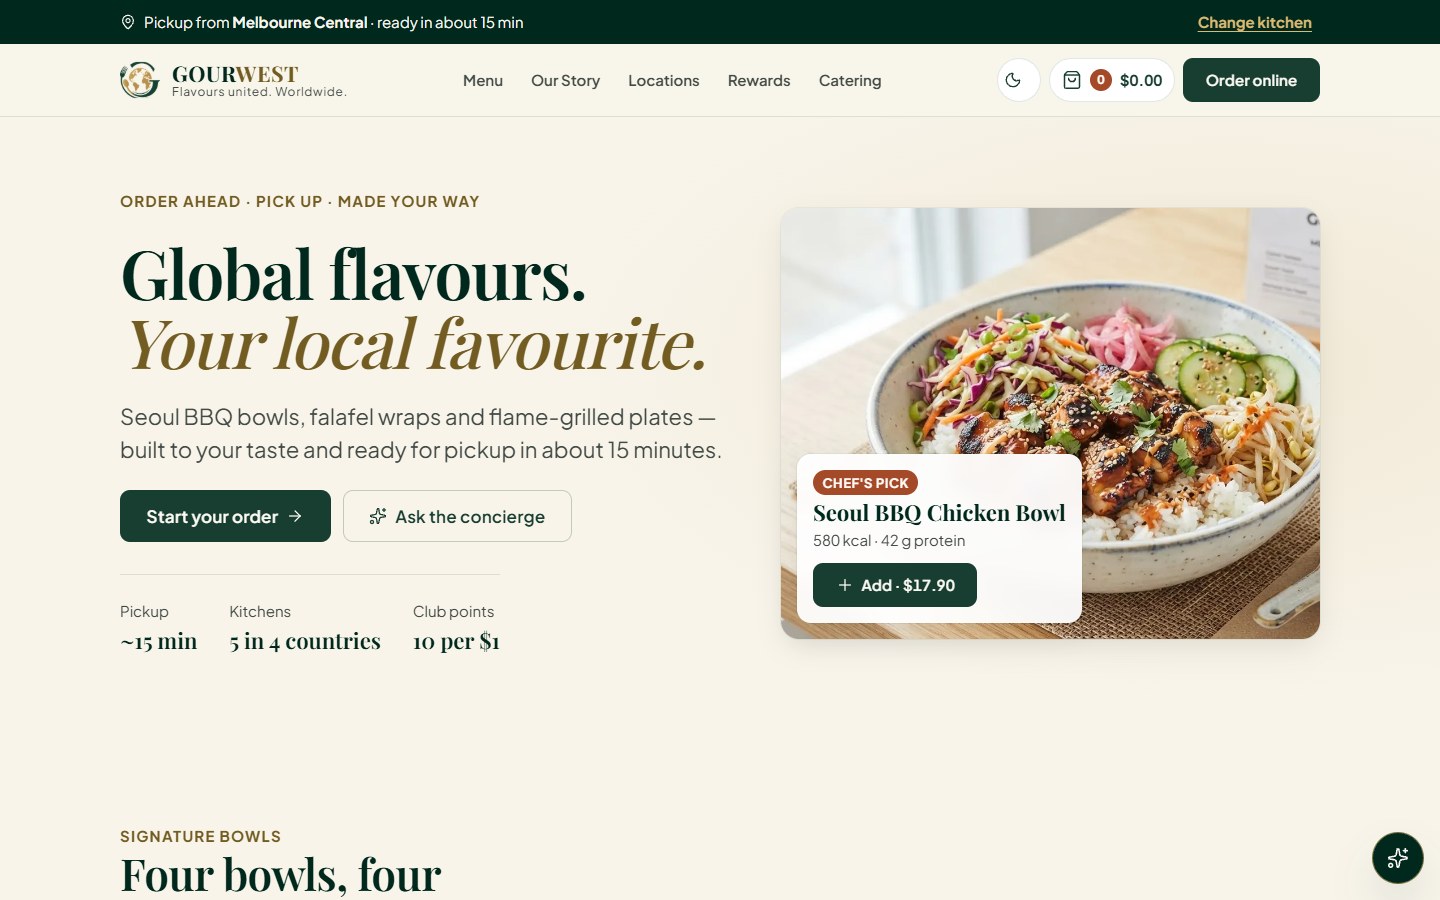 Pickup from Melbourne Central · ready in about 15 min
Change kitchen
GOURWEST
Flavours united. Worldwide.
Menu
Our Story
Locations
Rewards
Catering
0
$0.00
Order online
ORDER AHEAD · PICK UP · MADE YOUR WAY
Global flavours.
Your local favourite.
Seoul BBQ bowls, falafel wraps and flame-grilled plates —
built to your taste and ready for pickup in about 15 minutes.
Start your order
Ask the concierge
Pickup
~15 min
Kitchens
5 in 4 countries
Club points
10 per $1
CHEF'S PICK
Seoul BBQ Chicken Bowl
580 kcal · 42 g protein
Add · $17.90
SIGNATURE BOWLS
Four bowls, four